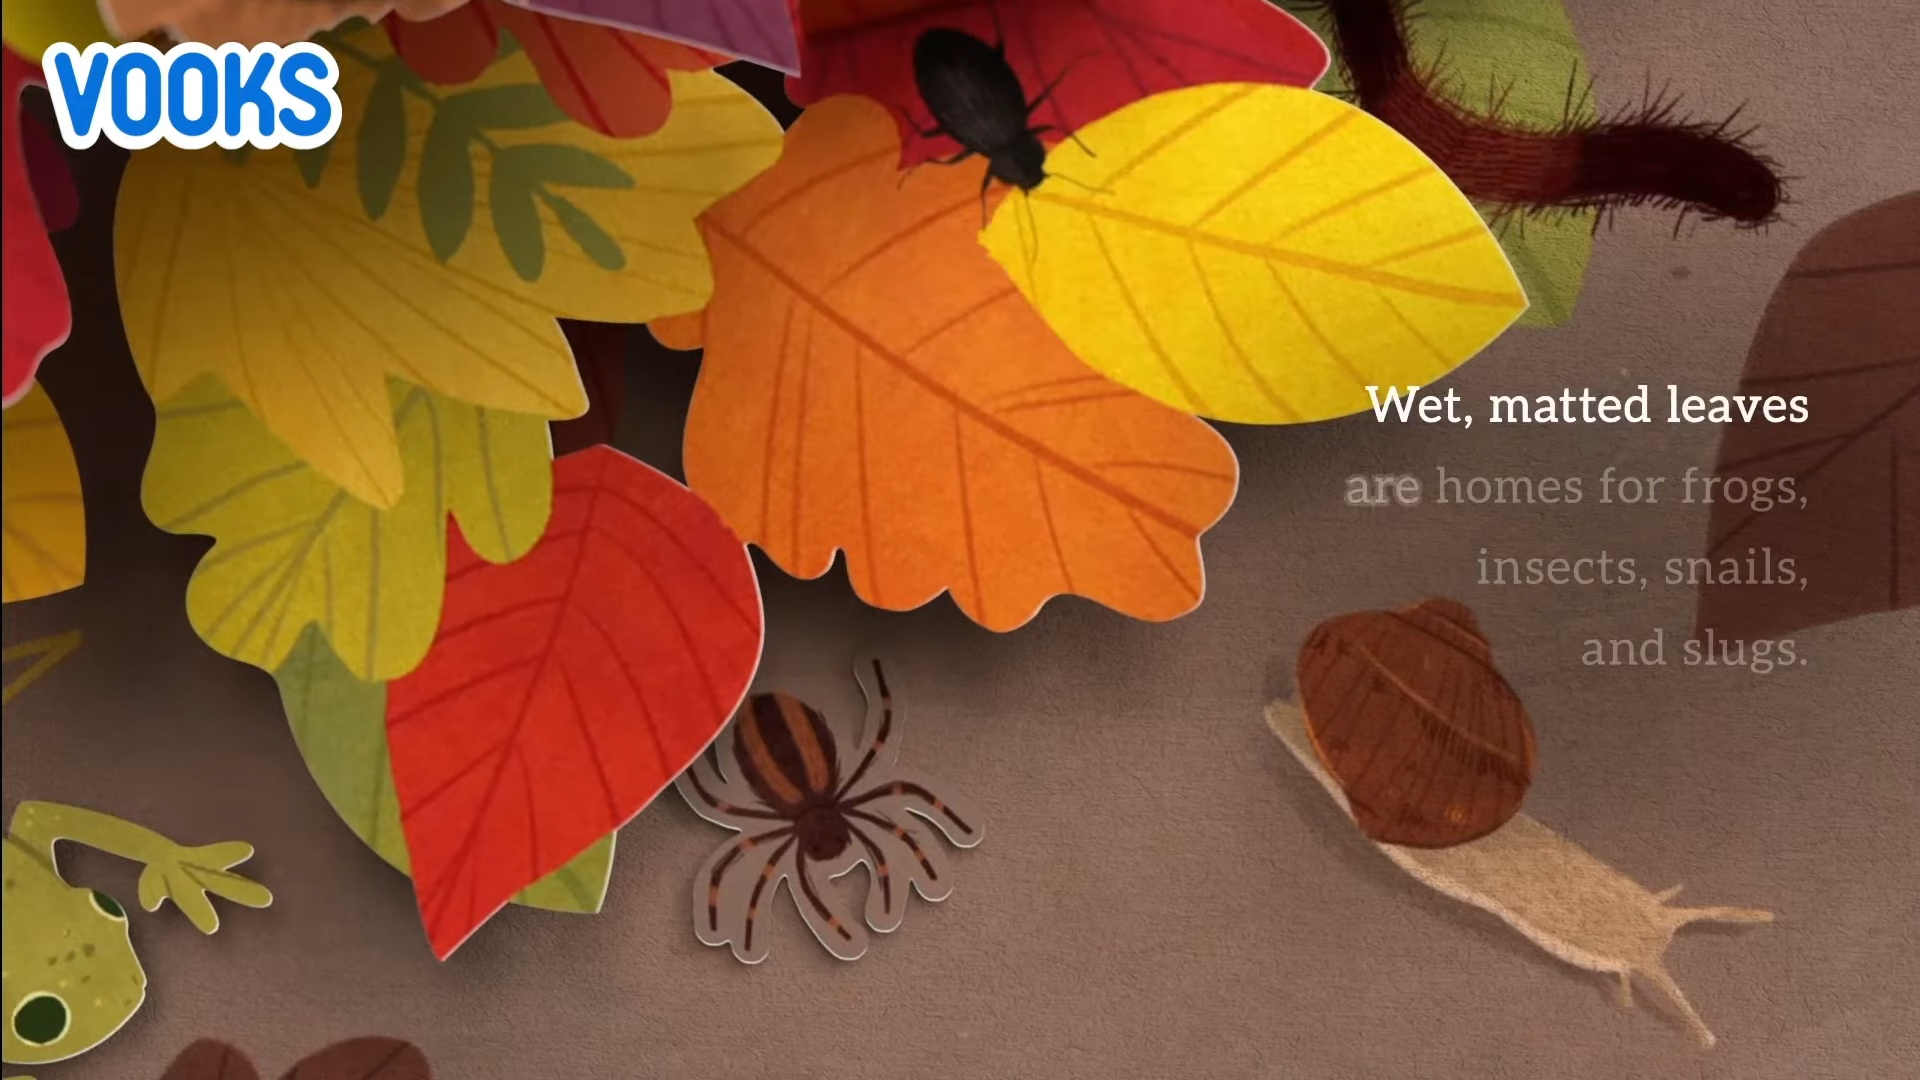 VOOKS
Wet, matted leaves
are homes for frogs,
insects, snails,
and slugs.